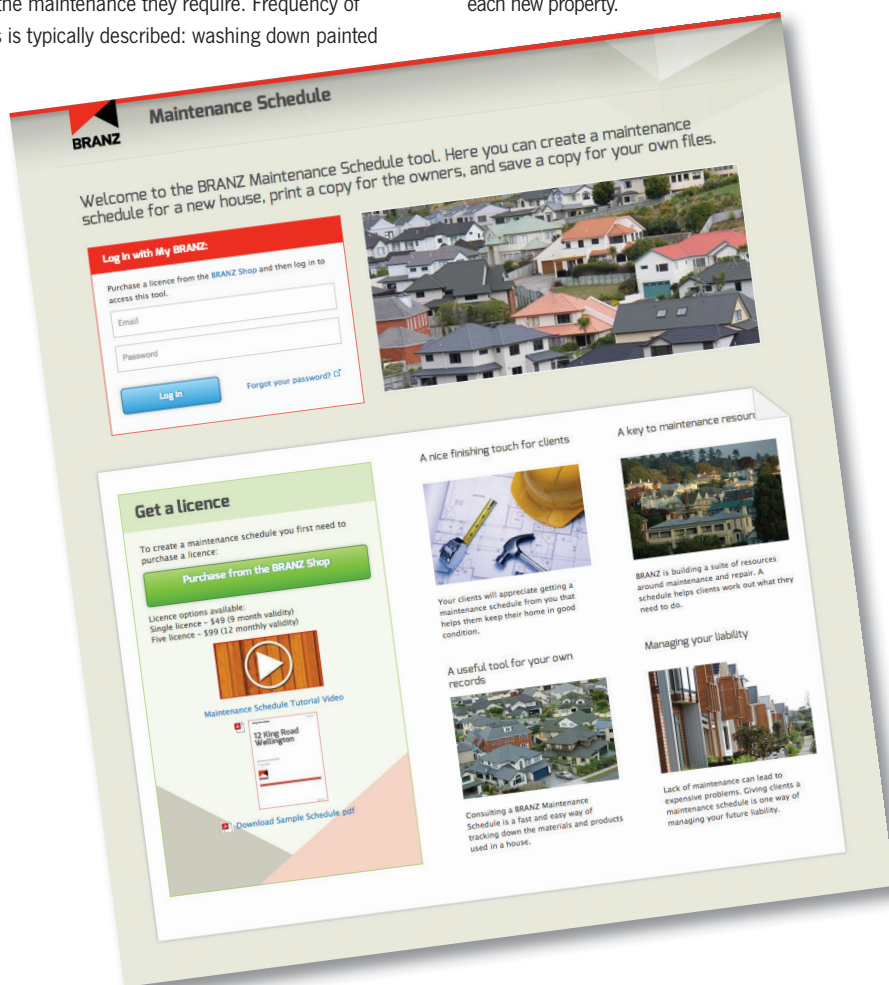 the maintenance they require. Frequency of
is typically described: washing down painted
each new property.
BRANZ
Maintenance Schedule
Welcome to the BRANZ Maintenance Schedule tool. Here you can create a maintenance
schedule for a new house, print a copy for the owners, and save a copy for your own files.
Log in with My BRANZ:
Purchase a licence from the BRANZ Shop and then log in to
access this tool.
Email
Password
Log in
Forgot your password?
Get a licence
To create a maintenance schedule you first need to
purchase a licence:
Purchase from the BRANZ Shop
Licence options available:
Single licence – $49 (9 month validity)
Five licence – $99 (12 monthly validity)
Maintenance Schedule Tutorial Video
12 King Road
Wellington
Download Sample Schedule pdf
A nice finishing touch for clients
Your clients will appreciate getting a
maintenance schedule from you that
helps them keep their home in good
condition.
A key to maintenance
BRANZ is building a suite of resources
around maintenance and repair. A
schedule helps clients work out what they
need to do.
A useful tool for your own
records
Consulting a BRANZ Maintenance
Schedule is a fast and easy way of
tracking down the materials and products
used in a house.
Managing your liability
Lack of maintenance can lead to
expensive problems. Giving clients a
maintenance schedule is one way of
managing your future liability.